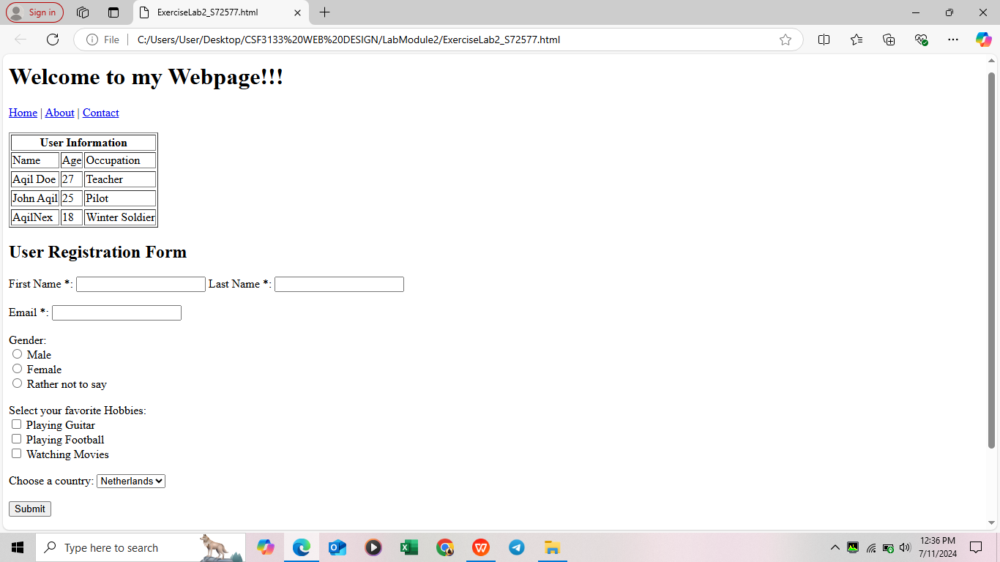 Sign in
ExerciseLab2_S72577.html
File
C:/Users/User/Desktop/CSF3133%20WEB%20DESIGN/LabModule2/ExerciseLab2_S72577.html
Welcome to my Webpage!!!
Home | About | Contact
User Information
Name Age Occupation
Aqil Doe 27 Teacher
John Aqil 25 Pilot
AqilNex 18 Winter Soldier
User Registration Form
First Name *: Last Name *:
Email *:
Gender:
Male
Female
Rather not to say
Select your favorite Hobbies:
Playing Guitar
Playing Football
Watching Movies
Choose a country: Netherlands
Submit
Type here to search
12:36 PM
7/11/2024